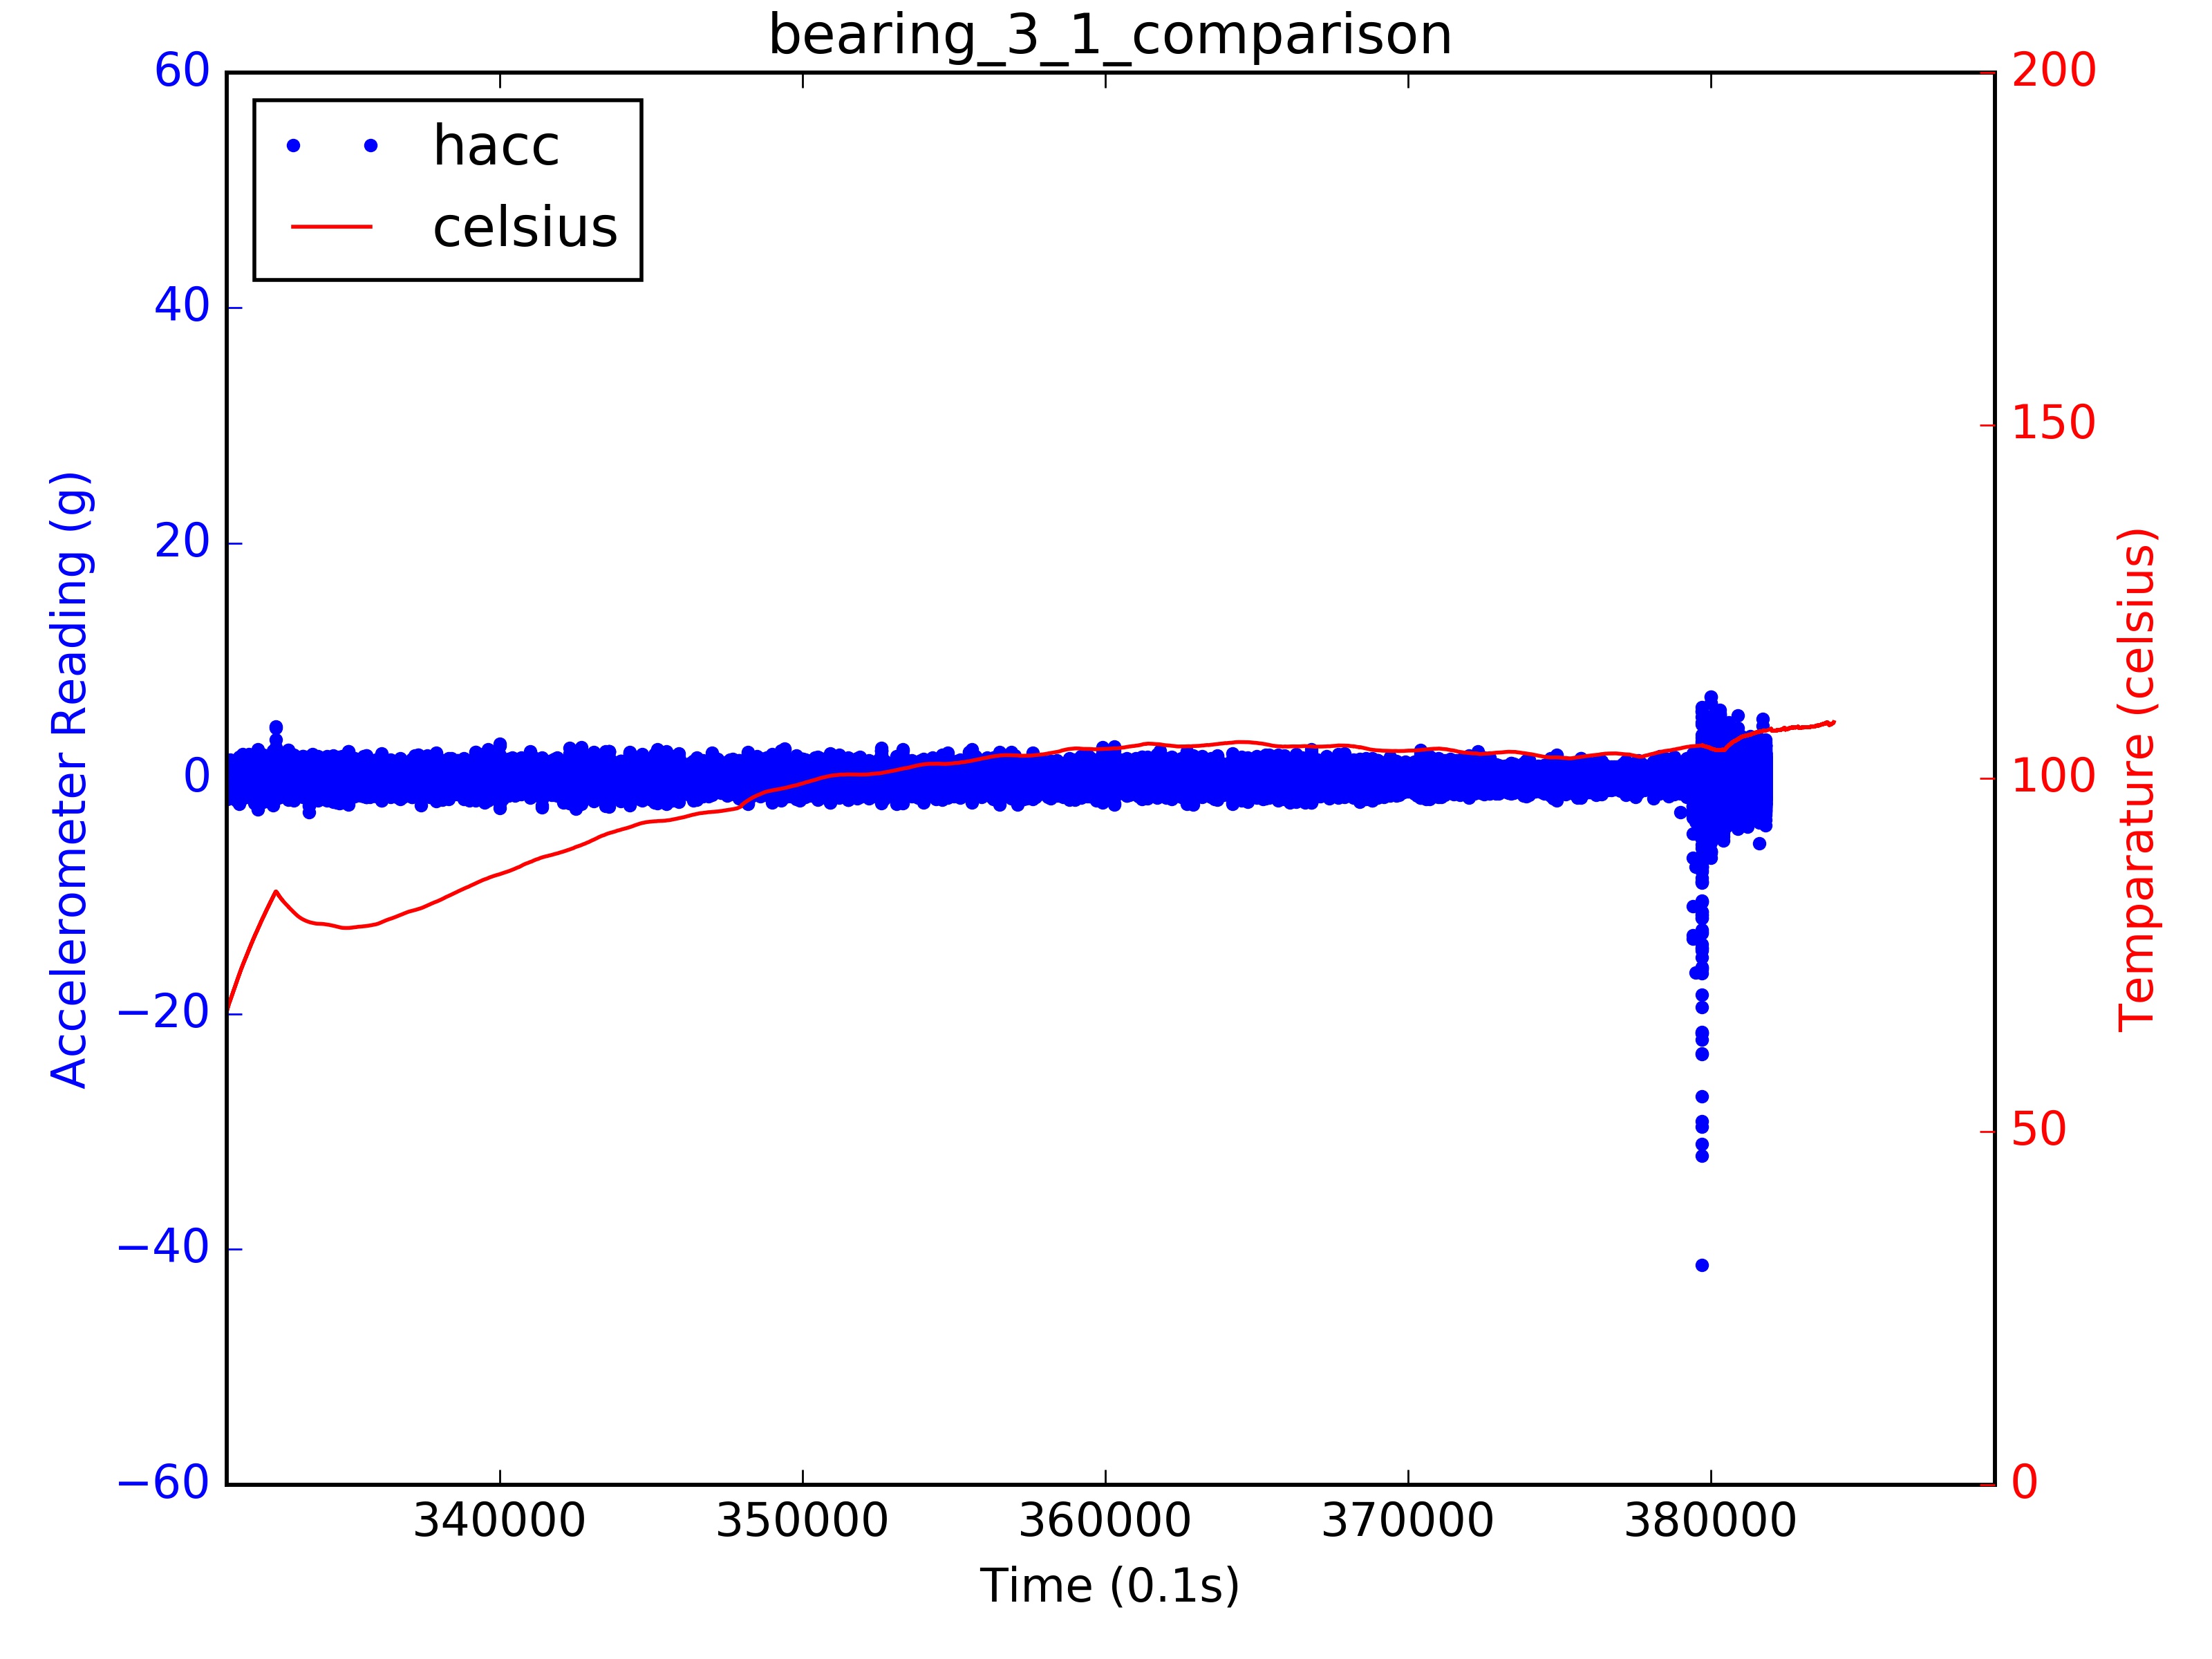 bearing_3_1_comparison
hacc
celsius
60
40
20
0
−20
−40
−60
Accelerometer Reading (g)
200
150
100
50
0
Temparature (celsius)
340000 350000 360000 370000 380000
Time (0.1s)